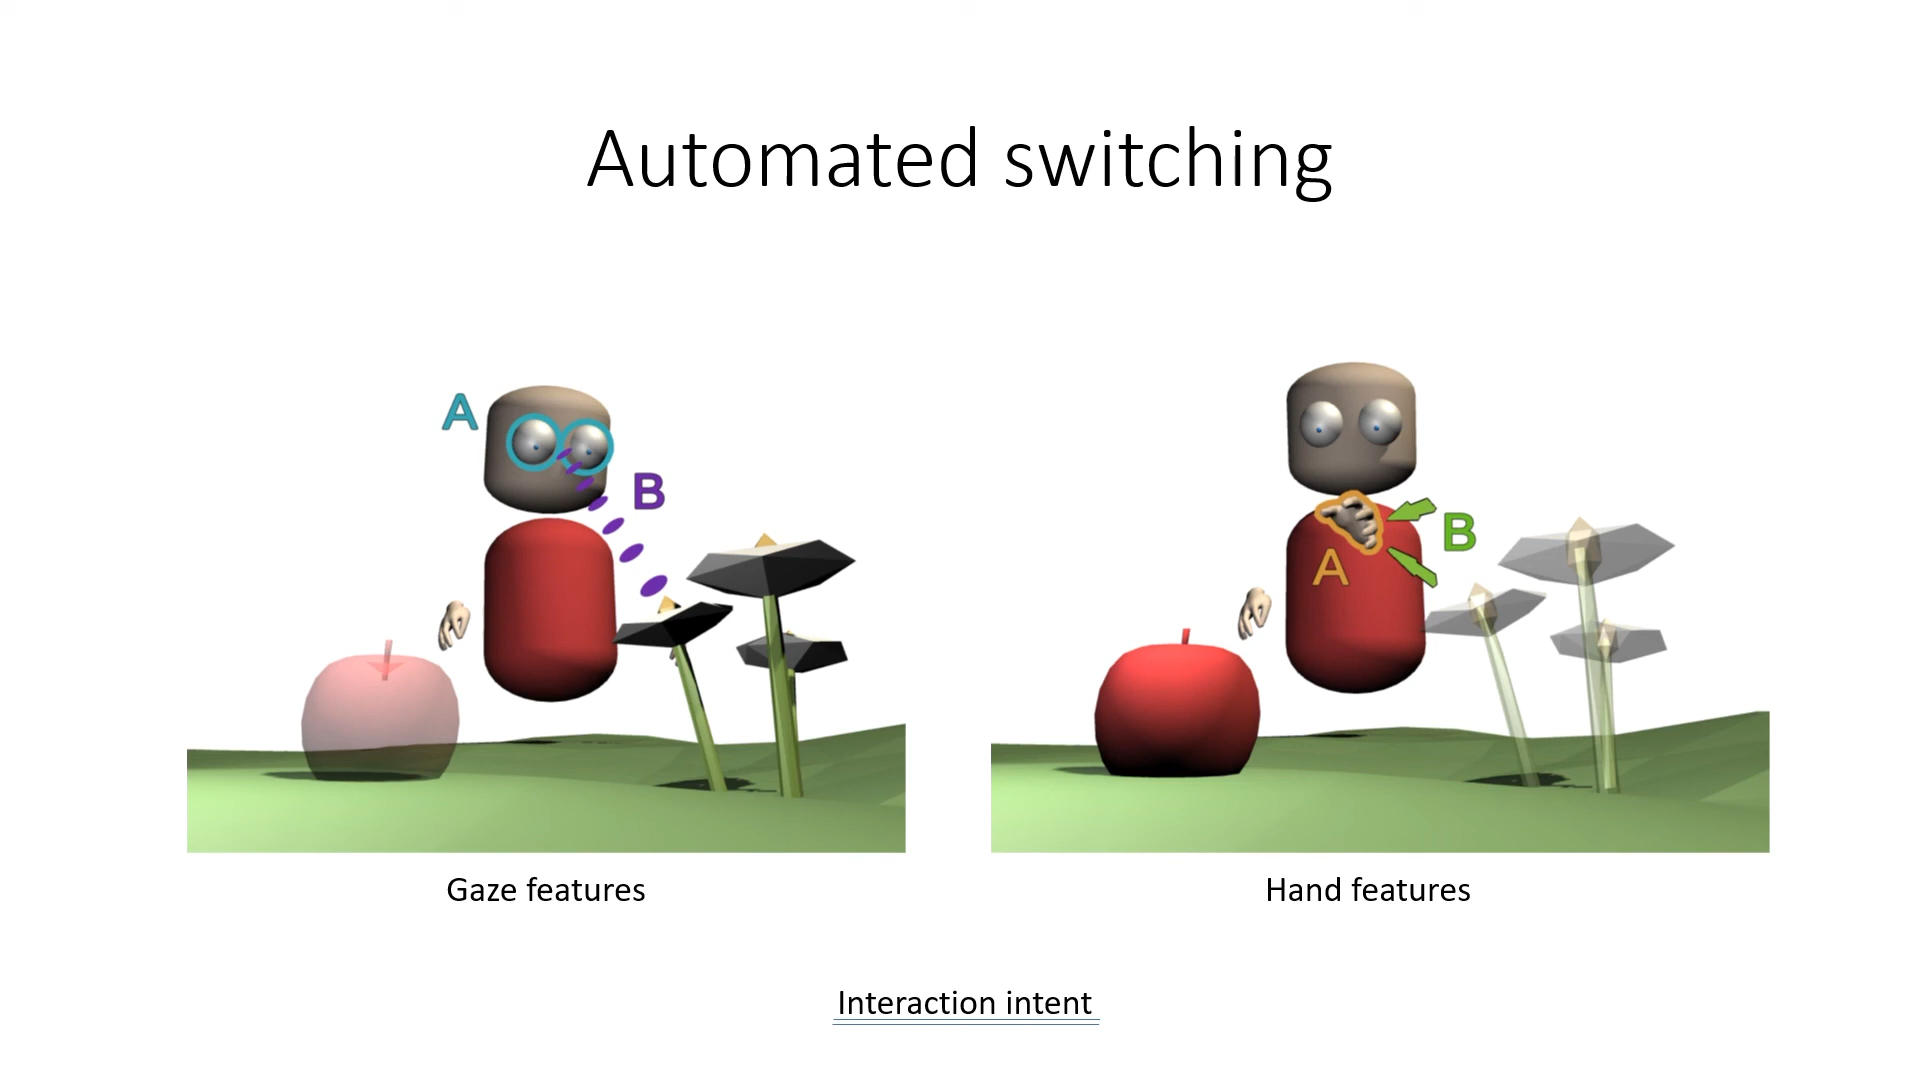 Automated switching
A
B
A
B
Gaze features
Hand features
Interaction intent